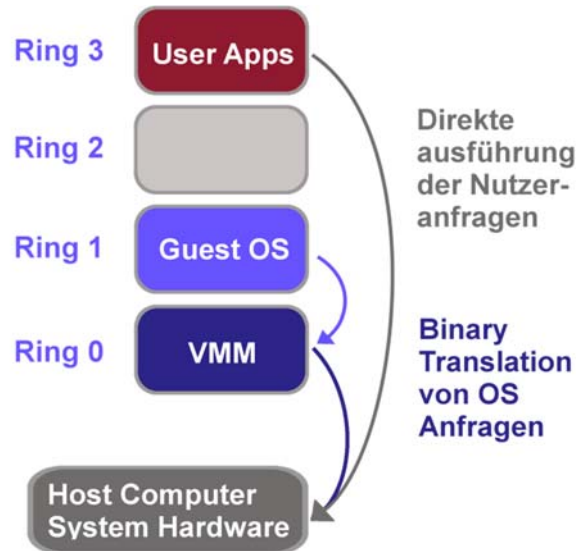 Ring 3
User Apps
Ring 2
Direkte
ausführung
der Nutzer-
anfragen
Ring 1
Guest OS
Ring 0
VMM
Binary
Translation
von OS
Anfragen
Host Computer
System Hardware